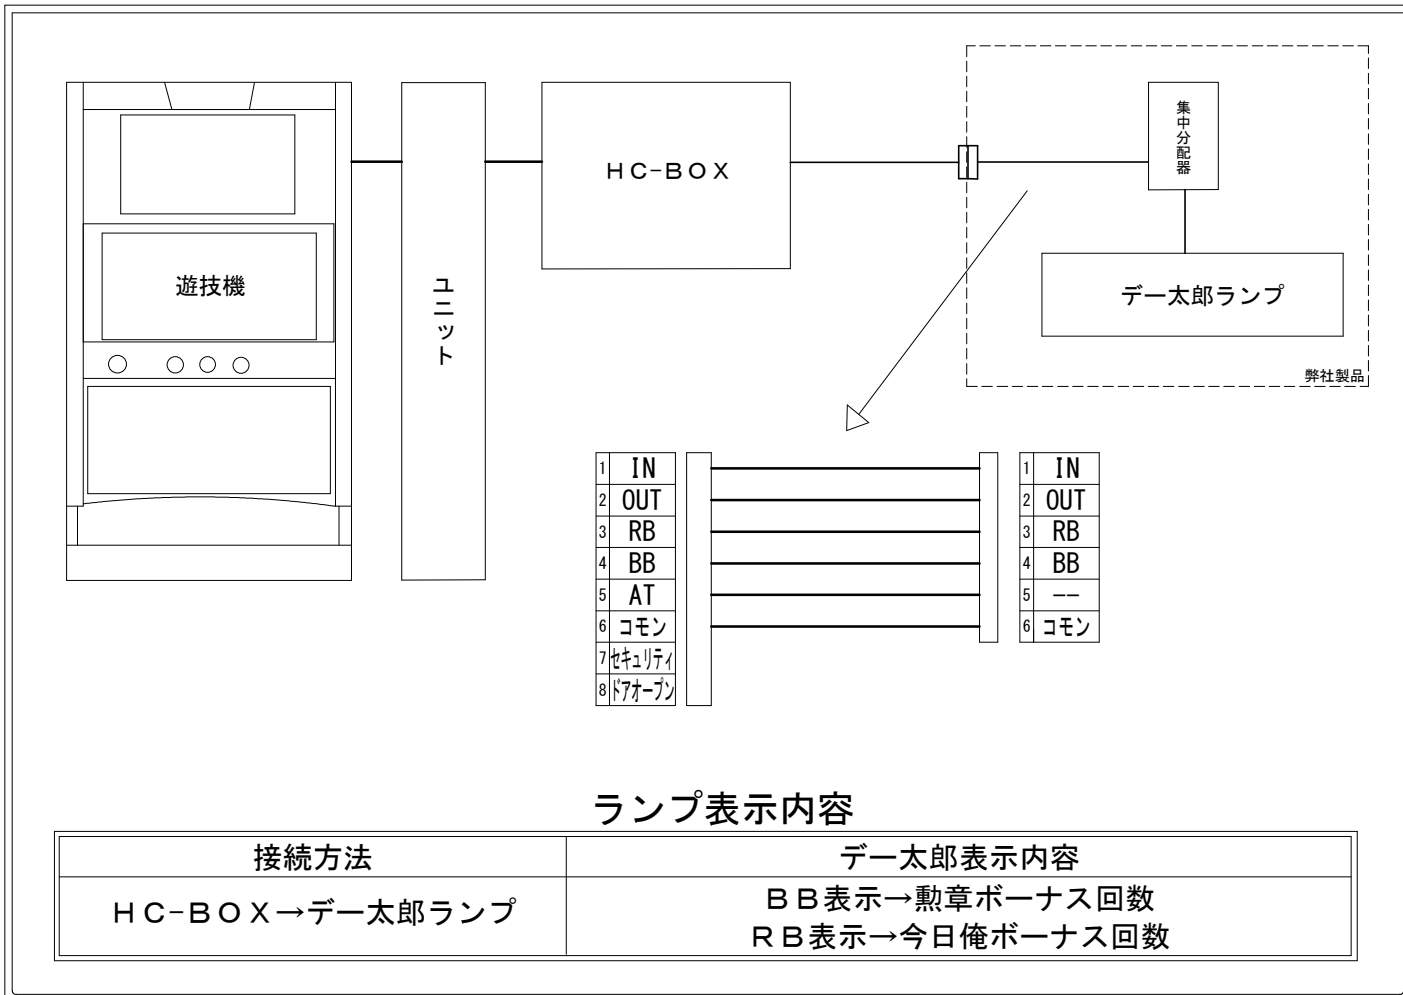 遊技機
ユニット
HC-BOX
集中分配器
デー太郎ランプ
弊社製品
1 IN
2 OUT
3 RB
4 BB
5 AT
6 コモン
7 セキュリティ
8 ドアオープン
1 IN
2 OUT
3 RB
4 BB
5 --
6 コモン
ランプ表示内容
接続方法 デー太郎表示内容
HC-BOX→デー太郎ランプ
BB表示→勲章ボーナス回数
RB表示→今日俺ボーナス回数